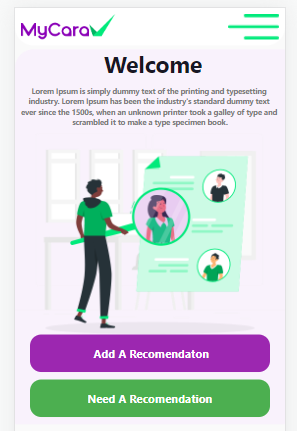 MyCara
Welcome
Lorem Ipsum is simply dummy text of the printing and typesetting
industry. Lorem Ipsum has been the industry's standard dummy text
ever since the 1500s, when an unknown printer took a galley of type and
scrambled it to make a type specimen book.
Add A Recomendaton
Need A Recomendation